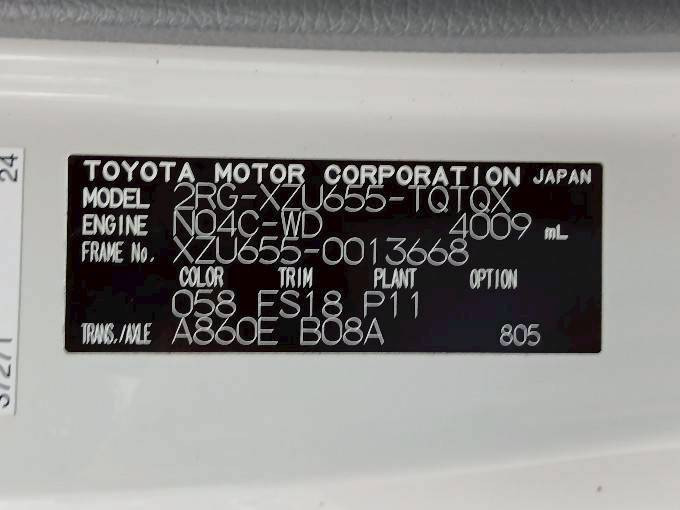 TOYOTA MOTOR CORPORATION JAPAN
MODEL 2RG-XZU655-TQTQX
ENGINE N04C-WD 4009 mL
FRAME No. XZU655-0013668
COLOR TRIM PLANT OPTION
058 FS18 P11
TRANS./AXLE A860E B08A 805
24